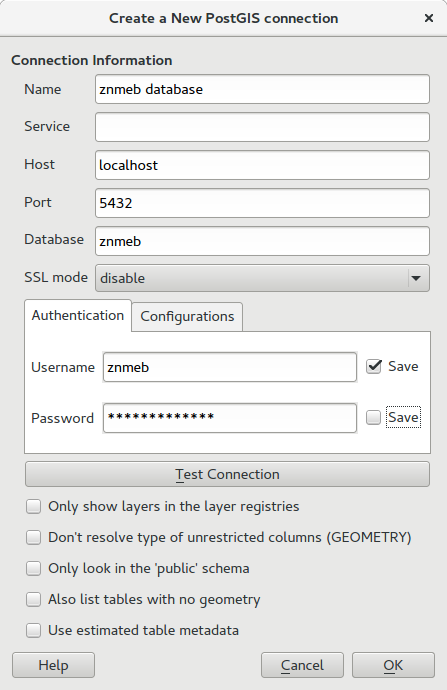 Create a New PostGIS connection
Connection Information
Name znmeb database
Service
Host localhost
Port 5432
Database znmeb
SSL mode disable
Authentication Configurations
Username znmeb Save
Password ************* Save
Test Connection
Only show layers in the layer registries
Don't resolve type of unrestricted columns (GEOMETRY)
Only look in the 'public' schema
Also list tables with no geometry
Use estimated table metadata
Help Cancel OK